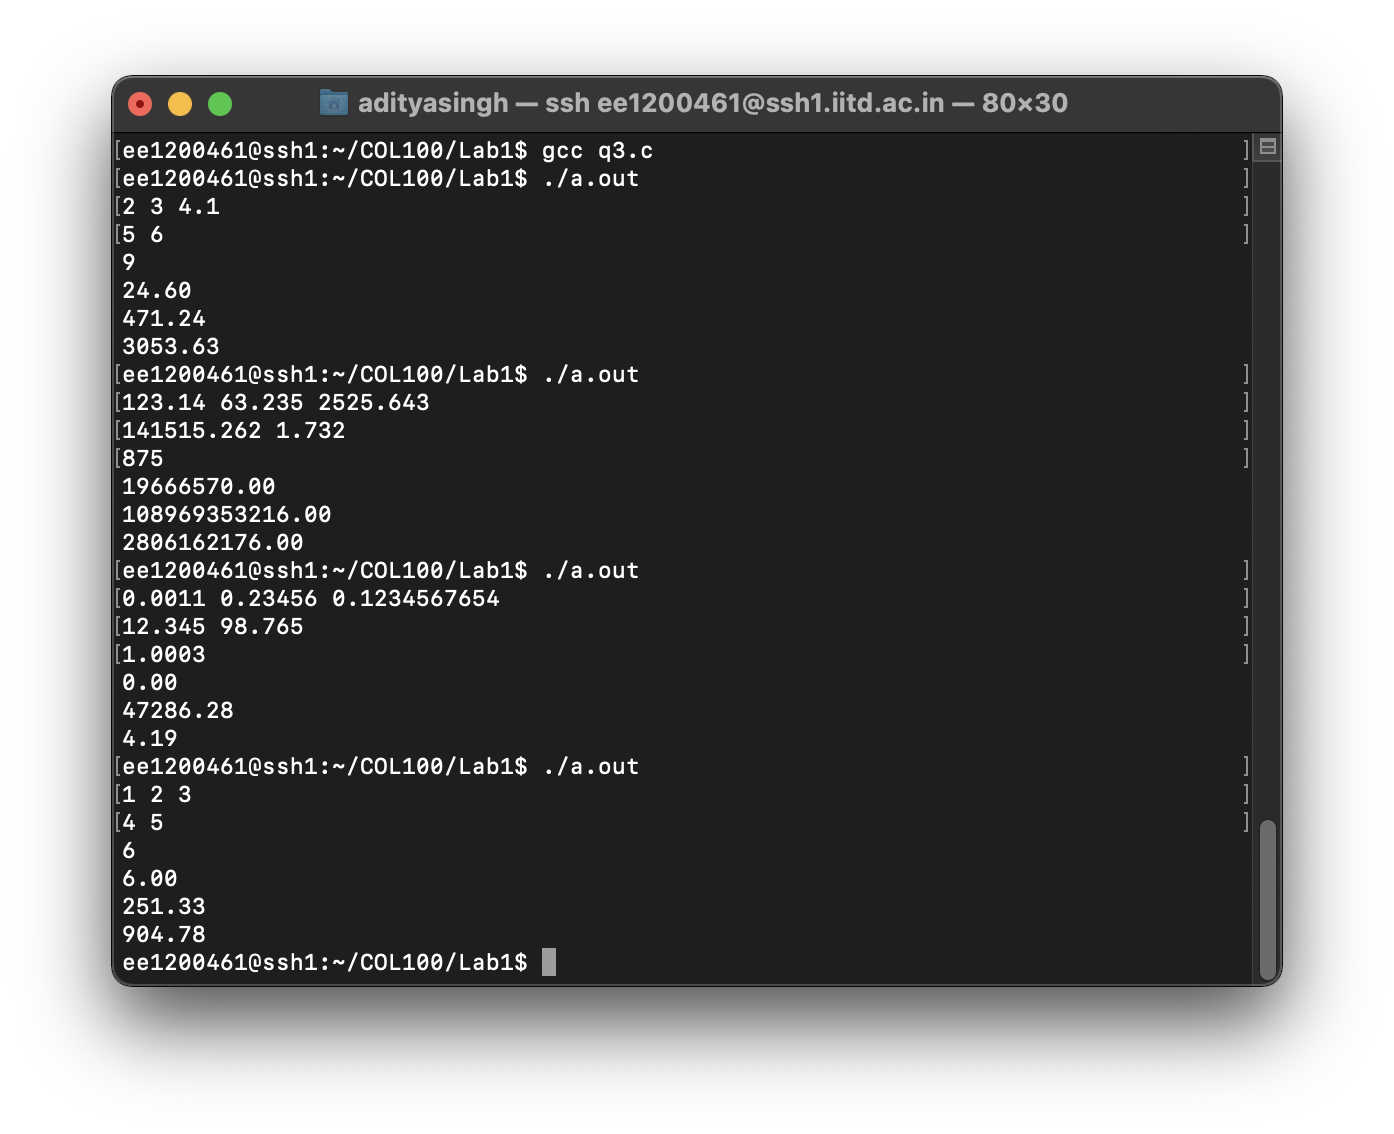 adityasingh — ssh ee1200461@ssh1.iitd.ac.in — 80×30
[ee1200461@ssh1:~/COL100/Lab1$ gcc q3.c ]
[ee1200461@ssh1:~/COL100/Lab1$ ./a.out ]
[2 3 4.1 ]
[5 6 ]
9
24.60
471.24
3053.63
[ee1200461@ssh1:~/COL100/Lab1$ ./a.out ]
[123.14 63.235 2525.643 ]
[141515.262 1.732 ]
[875 ]
19666570.00
108969353216.00
2806162176.00
[ee1200461@ssh1:~/COL100/Lab1$ ./a.out ]
[0.0011 0.23456 0.1234567654 ]
[12.345 98.765 ]
[1.0003 ]
0.00
47286.28
4.19
[ee1200461@ssh1:~/COL100/Lab1$ ./a.out ]
[1 2 3 ]
[4 5 ]
6
6.00
251.33
904.78
ee1200461@ssh1:~/COL100/Lab1$